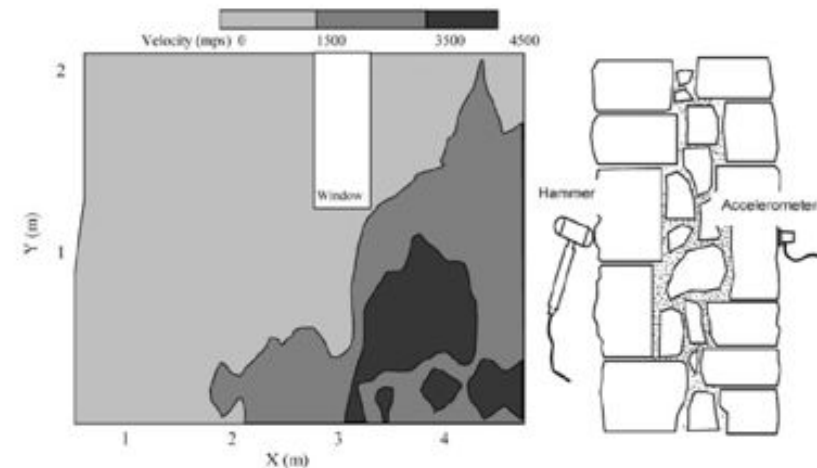 Velocity (mps) 0 1500 3500 4500
2
Window
Hammer
Accelerometer
Y (m)
1
1 2 3 4
X (m)